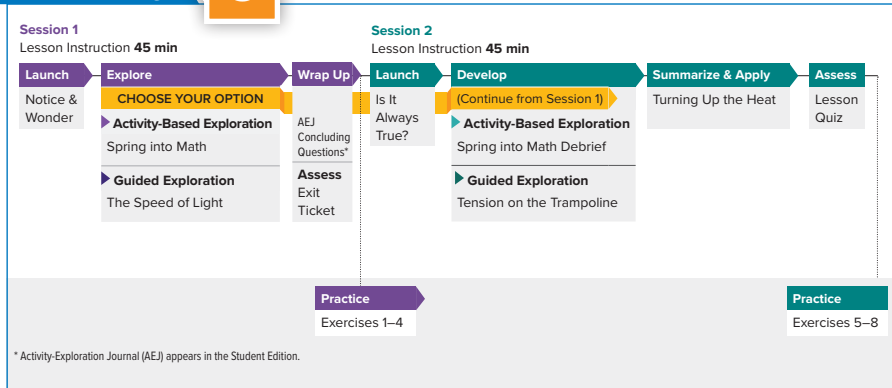 Session 1
Lesson Instruction 45 min
Launch
Notice &
Wonder
Explore
CHOOSE YOUR OPTION
Activity-Based Exploration
Spring into Math
Guided Exploration
The Speed of Light
Wrap Up
AEJ
Concluding
Questions*
Assess
Exit
Ticket
Practice
Exercises 1–4
Session 2
Lesson Instruction 45 min
Launch
Is It
Always
True?
Develop
(Continue from Session 1)
Activity-Based Exploration
Spring into Math Debrief
Guided Exploration
Tension on the Trampoline
Summarize & Apply
Turning Up the Heat
Assess
Lesson
Quiz
Practice
Exercises 5–8
* Activity-Exploration Journal (AEJ) appears in the Student Edition.